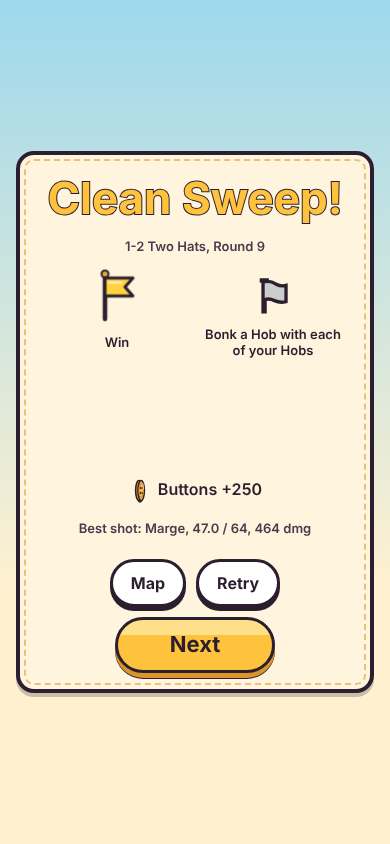 Clean Sweep!
1-2 Two Hats, Round 9
Win
Bonk a Hob with each
of your Hobs
Buttons +250
Best shot: Marge, 47.0 / 64, 464 dmg
Map
Retry
Next